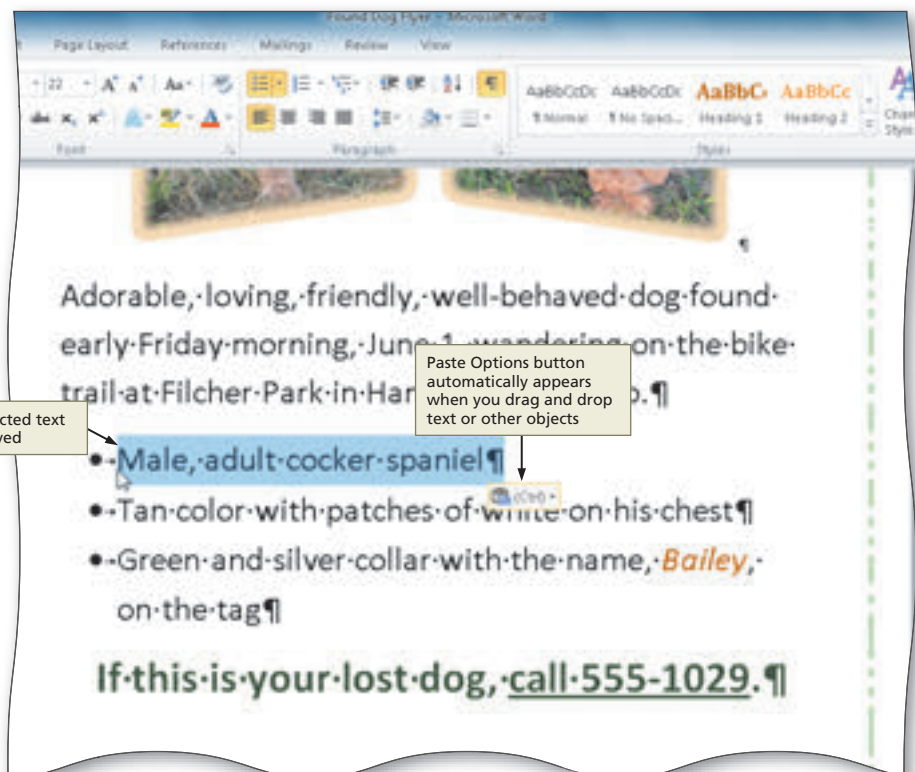 Found Dog Flyer - Microsoft Word
Page Layout References Mailings Review View
22 Aa
AaBbCcDc AaBbCcDc AaBbC AaBbCc
¶ Normal ¶ No Spaci... Heading 1 Heading 2
Font Paragraph Styles
¶
Adorable,·loving,·friendly,·well-behaved·dog·found·
early·Friday·morning,·June·1,·wandering·on·the·bike·
trail·at·Filcher·Park·in·
Paste Options button
automatically appears
when you drag and drop
text or other objects
text
•Male,·adult·cocker·spaniel¶
(Ctrl)
•Tan·color·with·patches·of·white·on·his·chest¶
•Green·and·silver·collar·with·the·name,·Bailey,·
on·the·tag¶
If·this·is·your·lost·dog,·call·555-1029.¶